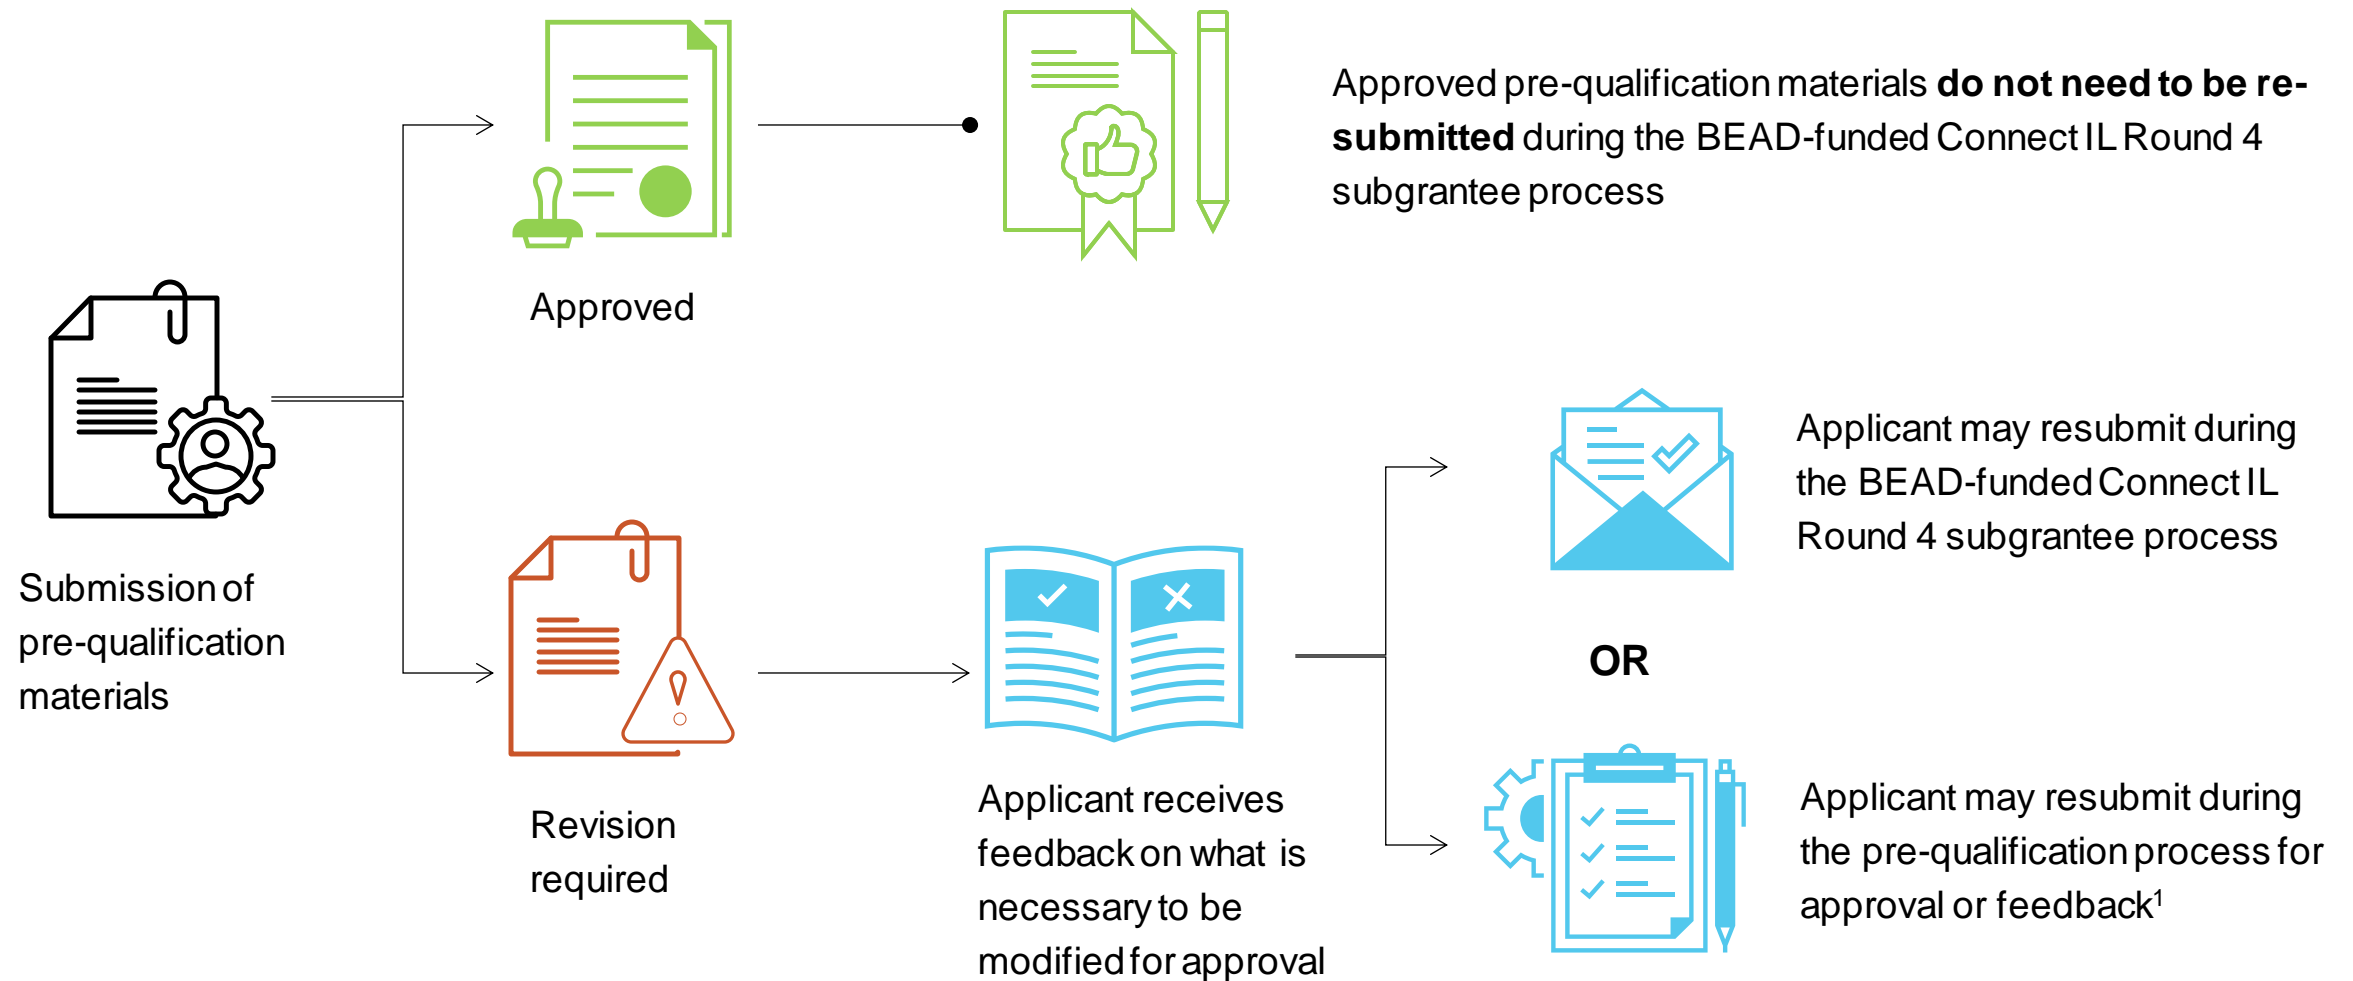 Approved pre-qualification materials do not need to be re-
submitted during the BEAD-funded Connect IL Round 4
subgrantee process
Approved
Submission of
pre-qualification
materials
Revision
required
Applicant receives
feedback on what is
necessary to be
modified for approval
Applicant may resubmit during
the BEAD-funded Connect IL
Round 4 subgrantee process
OR
Applicant may resubmit during
the pre-qualification process for
approval or feedback¹